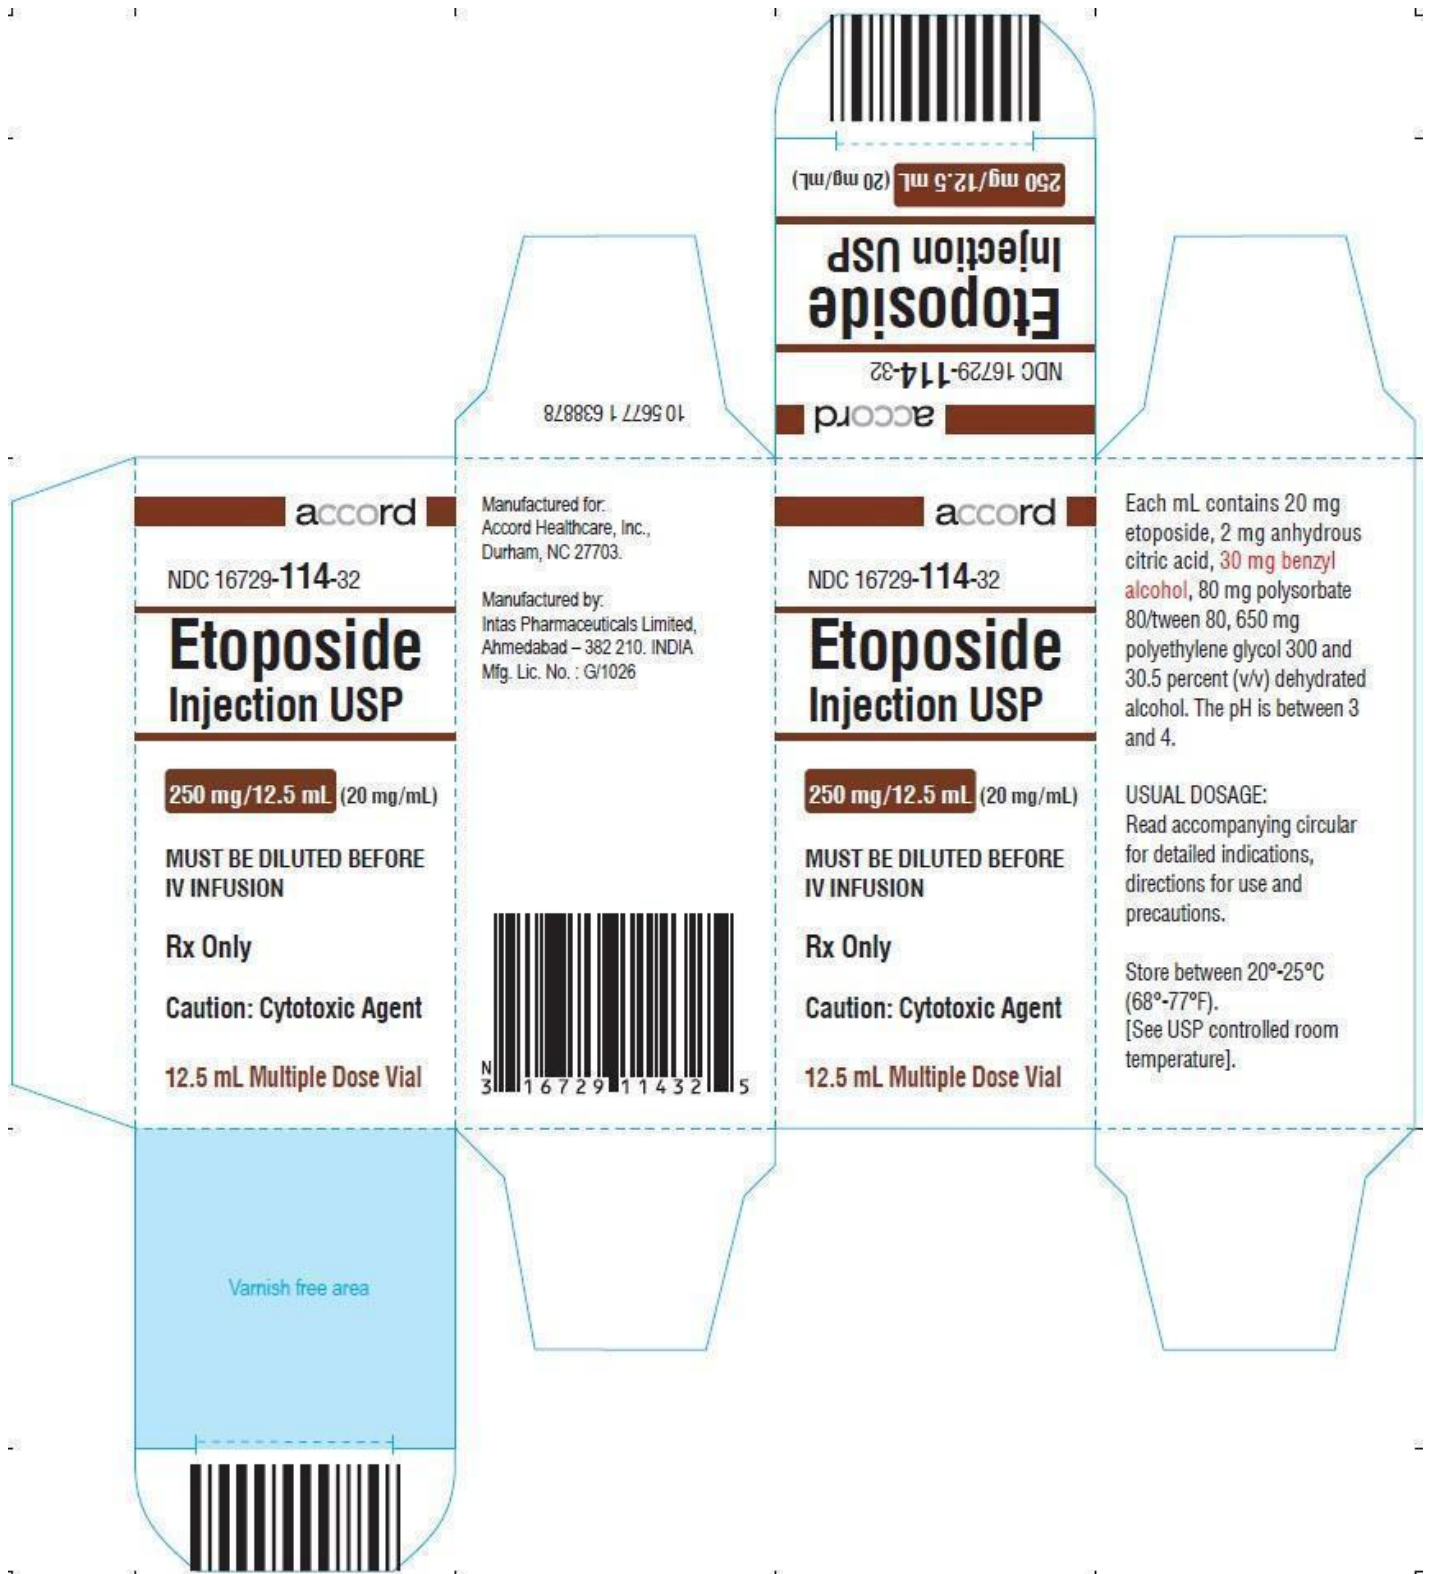 250 mg/12.5 mL (20 mg/mL)
Injection USP
Etoposide
NDC 16729-114-32
accord
10 5677 1 638878
accord
NDC 16729-114-32
Etoposide
Injection USP
250 mg/12.5 mL (20 mg/mL)
MUST BE DILUTED BEFORE
IV INFUSION
Rx Only
Caution: Cytotoxic Agent
12.5 mL Multiple Dose Vial
Manufactured for:
Accord Healthcare, Inc.,
Durham, NC 27703.
Manufactured by:
Intas Pharmaceuticals Limited,
Ahmedabad – 382 210. INDIA
Mfg. Lic. No. : G/1026
N
3 16729 11432 5
accord
NDC 16729-114-32
Etoposide
Injection USP
250 mg/12.5 mL (20 mg/mL)
MUST BE DILUTED BEFORE
IV INFUSION
Rx Only
Caution: Cytotoxic Agent
12.5 mL Multiple Dose Vial
Each mL contains 20 mg
etoposide, 2 mg anhydrous
citric acid, 30 mg benzyl
alcohol, 80 mg polysorbate
80/tween 80, 650 mg
polyethylene glycol 300 and
30.5 percent (v/v) dehydrated
alcohol. The pH is between 3
and 4.
USUAL DOSAGE:
Read accompanying circular
for detailed indications,
directions for use and
precautions.
Store between 20°-25°C
(68°-77°F).
[See USP controlled room
temperature].
Varnish free area